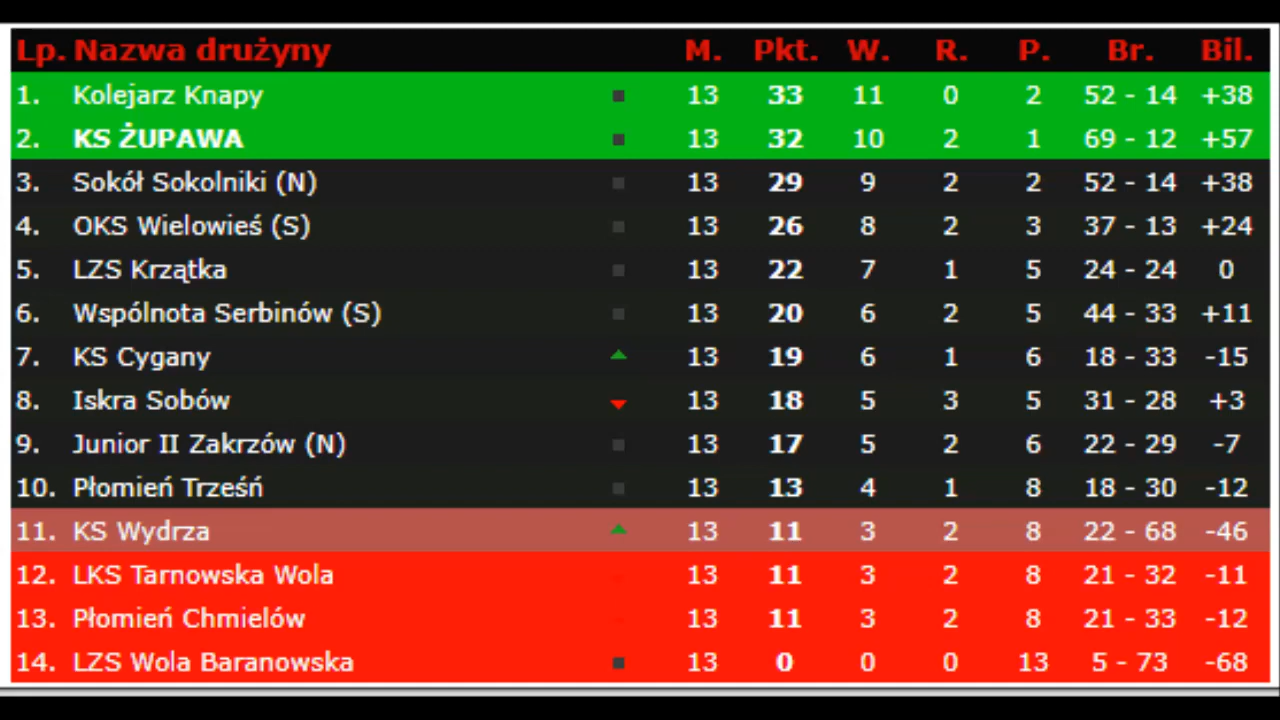 Lp. Nazwa drużyny M. Pkt. W. R. P. Br. Bil.
1. Kolejarz Knapy 13 33 11 0 2 52 - 14 +38
2. KS ŻUPAWA 13 32 10 2 1 69 - 12 +57
3. Sokół Sokolniki (N) 13 29 9 2 2 52 - 14 +38
4. OKS Wielowieś (S) 13 26 8 2 3 37 - 13 +24
5. LZS Krzątka 13 22 7 1 5 24 - 24 0
6. Wspólnota Serbinów (S) 13 20 6 2 5 44 - 33 +11
7. KS Cygany 13 19 6 1 6 18 - 33 -15
8. Iskra Sobów 13 18 5 3 5 31 - 28 +3
9. Junior II Zakrzów (N) 13 17 5 2 6 22 - 29 -7
10. Płomień Trześń 13 13 4 1 8 18 - 30 -12
11. KS Wydrza 13 11 3 2 8 22 - 68 -46
12. LKS Tarnowska Wola 13 11 3 2 8 21 - 32 -11
13. Płomień Chmielów 13 11 3 2 8 21 - 33 -12
14. LZS Wola Baranowska 13 0 0 0 13 5 - 73 -68